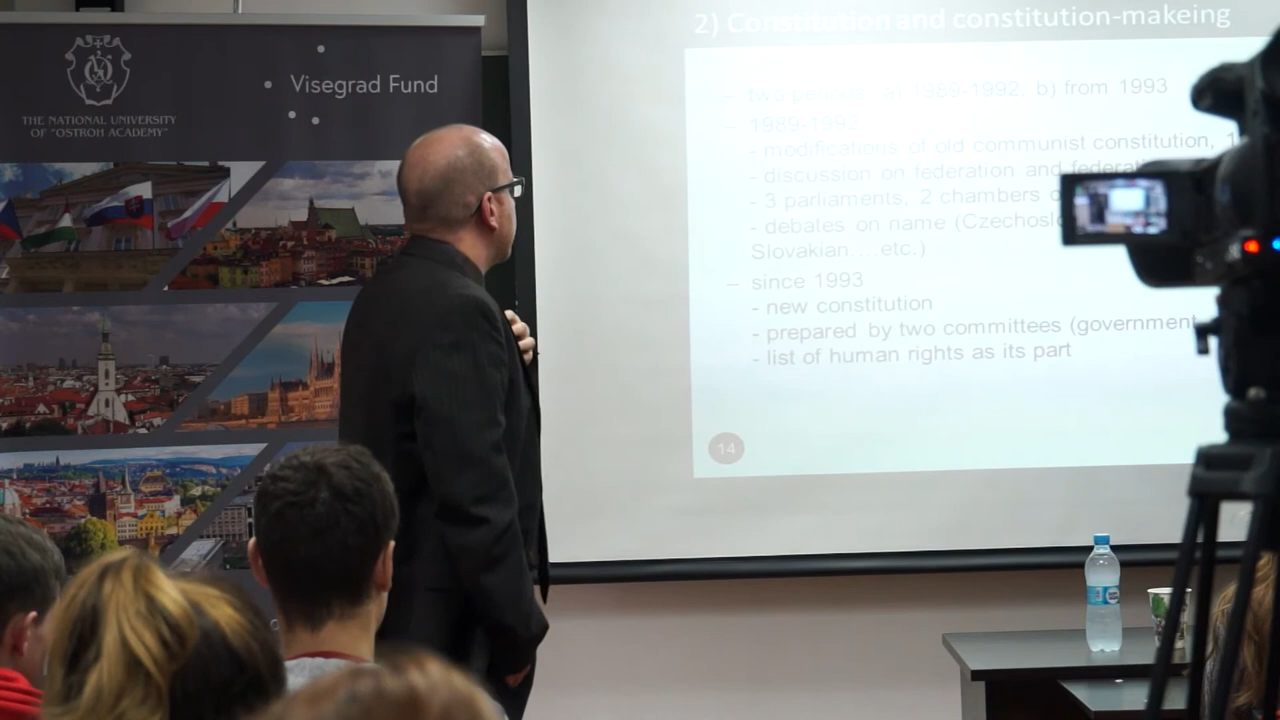 THE NATIONAL UNIVERSITY
OF "OSTROH ACADEMY"
Visegrad Fund
2) Constitution and constitution-makeing
– two periods: a) 1989-1992, b) from 1993
– 1989-1992
- modifications of old communist constitution, 1
- discussion on federation and
- 3 parliaments, 2 chambers
- debates on name
Slovakian....etc.)
– since 1993
- new constitution
- prepared by two committees (government
- list of human rights as its part
14